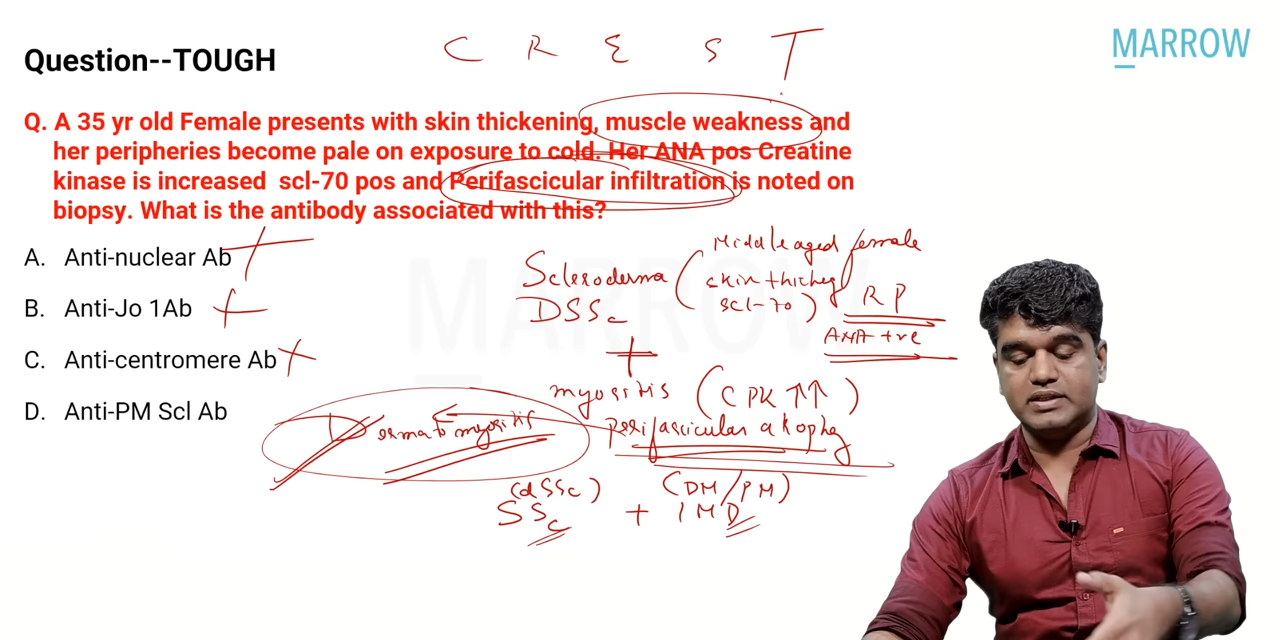 C R E S T
MARROW
Question--TOUGH
Q. A 35 yr old Female presents with skin thickening, muscle weakness and
her peripheries become pale on exposure to cold. Her ANA pos Creatine
kinase is increased scl-70 pos and Perifascicular infiltration is noted on
biopsy. What is the antibody associated with this?
A. Anti-nuclear Ab
B. Anti-Jo 1Ab
C. Anti-centromere Ab
D. Anti-PM Scl Ab
MARROW
Middle aged female
Scleroderma ( skin
DSSc scl-70 ) RP
ANA +ve
+
myositis ( CPK ↑↑ )
Dermatomyositis perifascicular
(dSSc) (DM/PM)
SSc + IMD